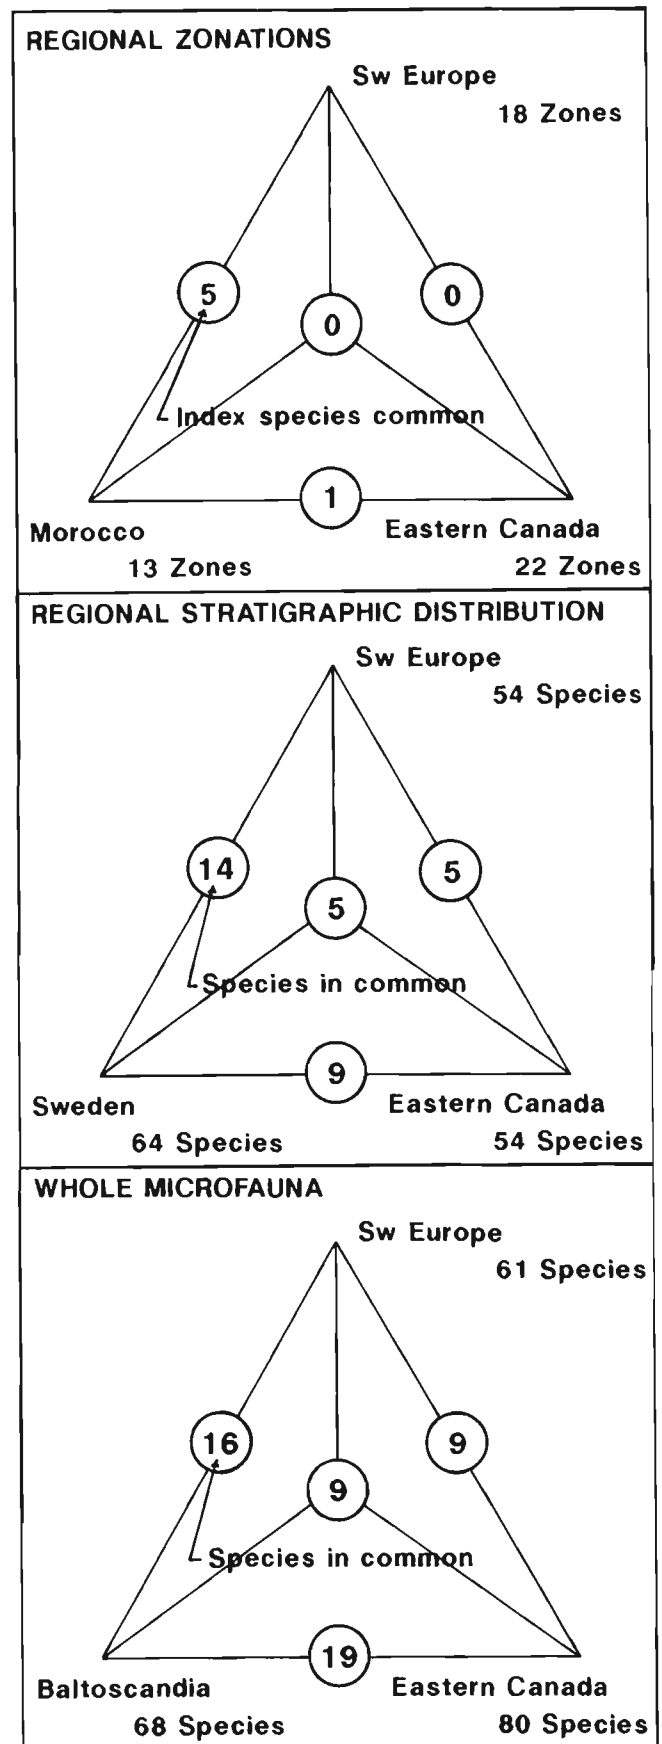 REGIONAL ZONATIONS
Sw Europe
18 Zones
5
0
0
Index species common
1
Morocco
Eastern Canada
13 Zones
22 Zones
REGIONAL STRATIGRAPHIC DISTRIBUTION
Sw Europe
54 Species
14
5
5
Species in common
9
Sweden
Eastern Canada
64 Species
54 Species
WHOLE MICROFAUNA
Sw Europe
61 Species
16
9
9
Species in common
19
Baltoscandia
Eastern Canada
68 Species
80 Species